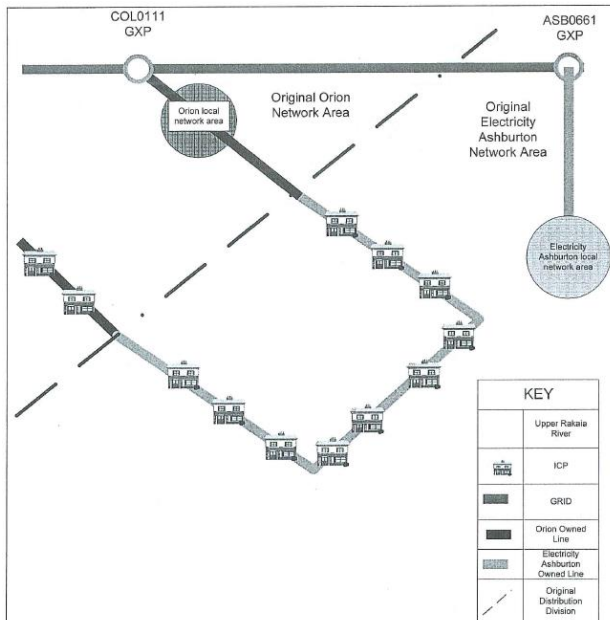 COL0111
GXP
ASB0661
GXP
Orion local
network area
Original Orion
Network Area
Original
Electricity
Ashburton
Network Area
Electricity
Ashburton local
network area
KEY
Upper Rakaia
River
ICP
GRID
Orion Owned
Line
Electricity
Ashburton
Owned Line
Original
Distribution
Division